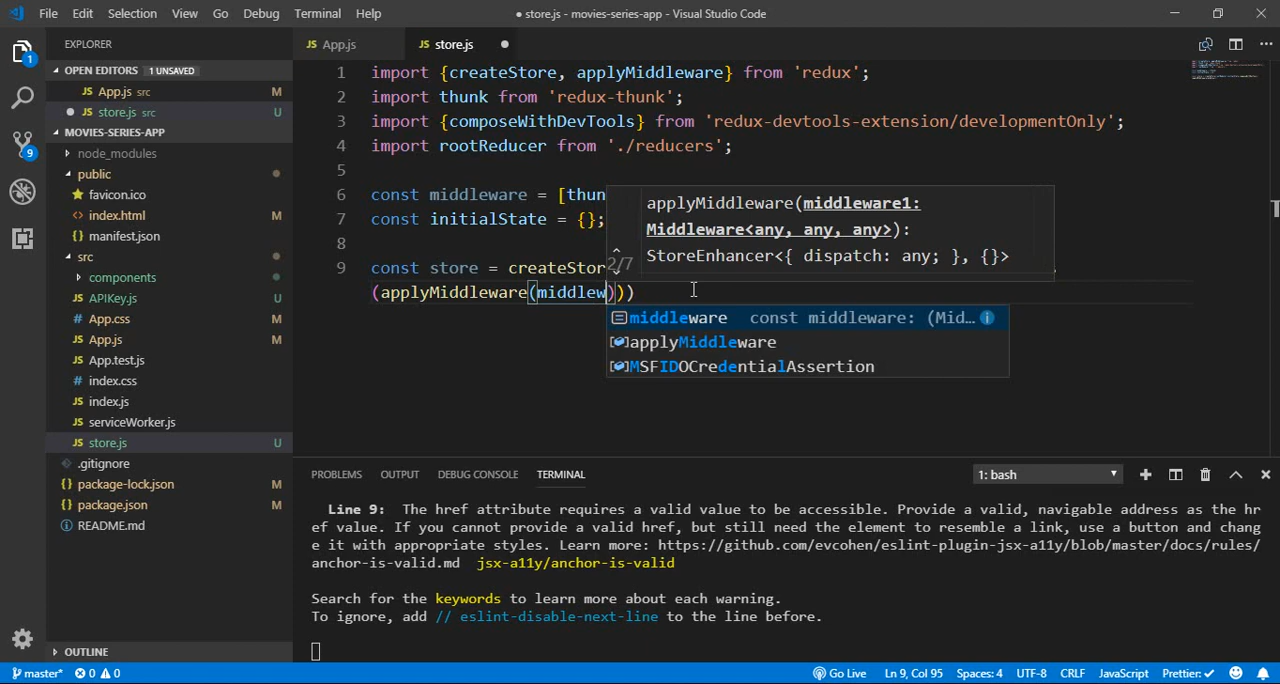 File Edit Selection View Go Debug Terminal Help
● store.js - movies-series-app - Visual Studio Code
EXPLORER
JS App.js
JS store.js
OPEN EDITORS 1 UNSAVED
JS App.js src M
JS store.js src U
MOVIES-SERIES-APP
node_modules
public
favicon.ico
<> index.html M
manifest.json
src
components
JS APIKey.js U
# App.css M
JS App.js M
JS App.test.js
# index.css
JS index.js
JS serviceWorker.js
JS store.js U
.gitignore
{} package-lock.json M
{} package.json M
README.md
OUTLINE
1
9
1 import {createStore, applyMiddleware} from 'redux';
2 import thunk from 'redux-thunk';
3 import {composeWithDevTools} from 'redux-devtools-extension/developmentOnly';
4 import rootReducer from './reducers';
5
6 const middleware = [thun
7 const initialState = {};
8
9 const store = createStor
(applyMiddleware(middlew)))
2/7
applyMiddleware(middleware1:
Middleware<any, any, any>):
StoreEnhancer<{ dispatch: any; }, {}>
middleware const middleware: (Mid…
applyMiddleware
MSFIDOCredentialAssertion
PROBLEMS OUTPUT DEBUG CONSOLE TERMINAL
1: bash
Line 9: The href attribute requires a valid value to be accessible. Provide a valid, navigable address as the hr
ef value. If you cannot provide a valid href, but still need the element to resemble a link, use a button and chang
e it with appropriate styles. Learn more: https://github.com/evcohen/eslint-plugin-jsx-a11y/blob/master/docs/rules/
anchor-is-valid.md jsx-a11y/anchor-is-valid
Search for the keywords to learn more about each warning.
To ignore, add // eslint-disable-next-line to the line before.
master* 0 0
Go Live Ln 9, Col 95 Spaces: 4 UTF-8 CRLF JavaScript Prettier: ✓